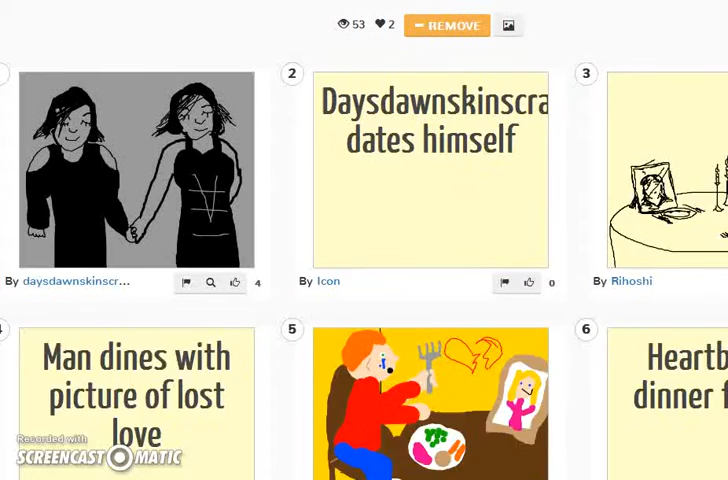 53 2 REMOVE
2 3
Daysdawnskinscra
dates himself
By daysdawnskinscr... 4 By Icon 0 By Rihoshi
4 5 6
Man dines with
picture of lost
love
Heartb
dinner f
Recorded with
SCREENCAST MATIC